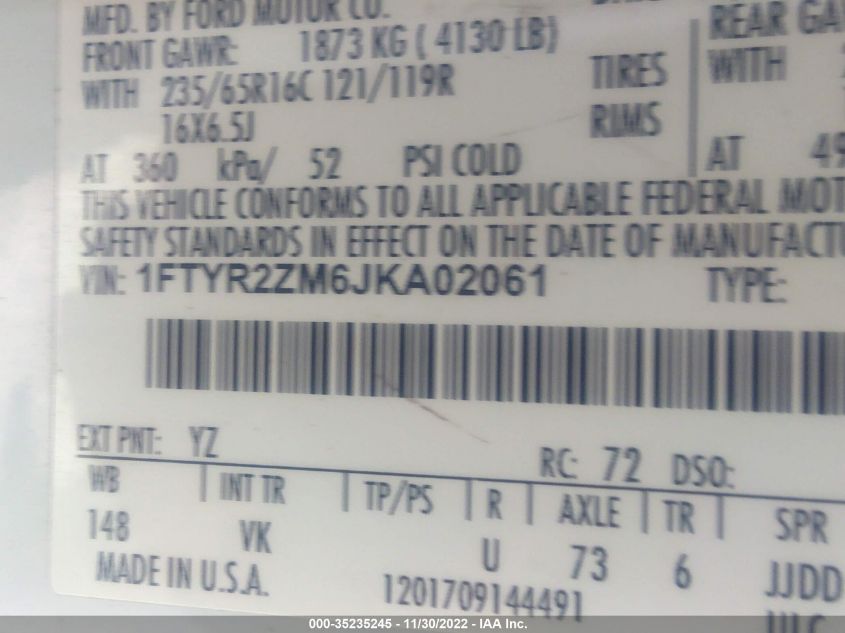 MFD. BY FORD MOTOR CO.
FRONT GAWR: 1873 KG ( 4130 LB) REAR GA
WITH 235/65R16C 121/119R TIRES WITH
16X6.5J RIMS
AT 360 kPa/ 52 PSI COLD AT 49
THIS VEHICLE CONFORMS TO ALL APPLICABLE FEDERAL MOT
SAFETY STANDARDS IN EFFECT ON THE DATE OF MANUFACTU
VIN: 1FTYR2ZM6JKA02061 TYPE:
EXT PNT: YZ RC: 72 DSO:
WB INT TR TP/PS R AXLE TR SPR
148 VK U 73 6 JJDD
MADE IN U.S.A. 1201709144491
000-35235245 - 11/30/2022 - IAA Inc.